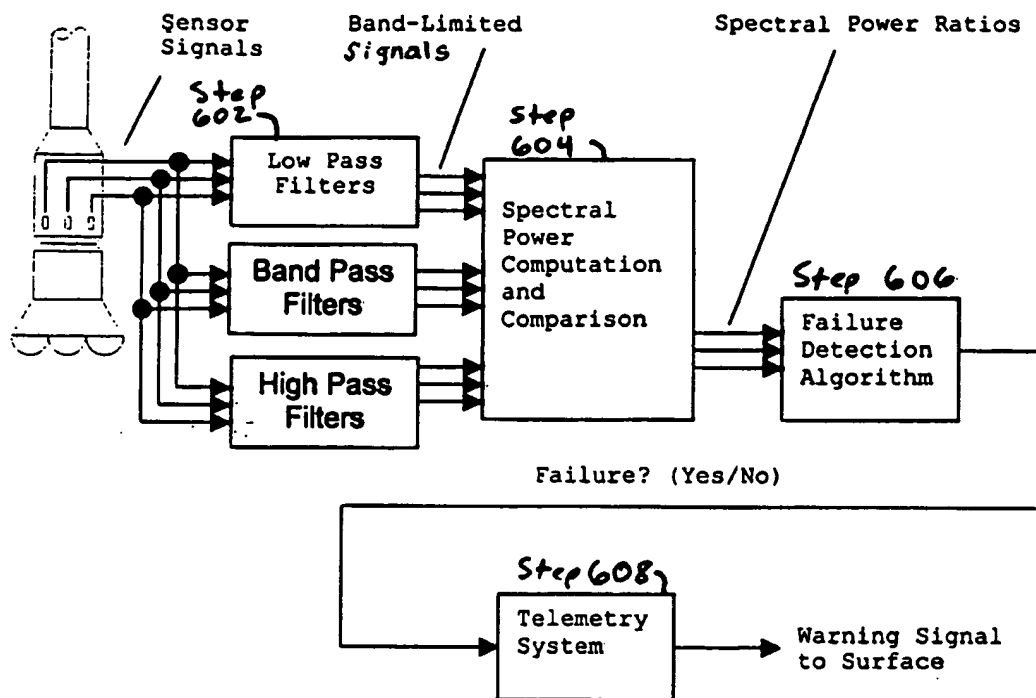 Sensor
Signals
Band-Limited
Signals
Spectral Power Ratios
Step
602
Low Pass
Filters
Step
604
Spectral
Power
Computation
and
Comparison
Band Pass
Filters
High Pass
Filters
Step 606
Failure
Detection
Algorithm
Failure? (Yes/No)
Step 608
Telemetry
System
Warning Signal
to Surface